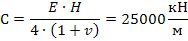 C = E · H / 4 · (1 + ν) = 25000 кН/м